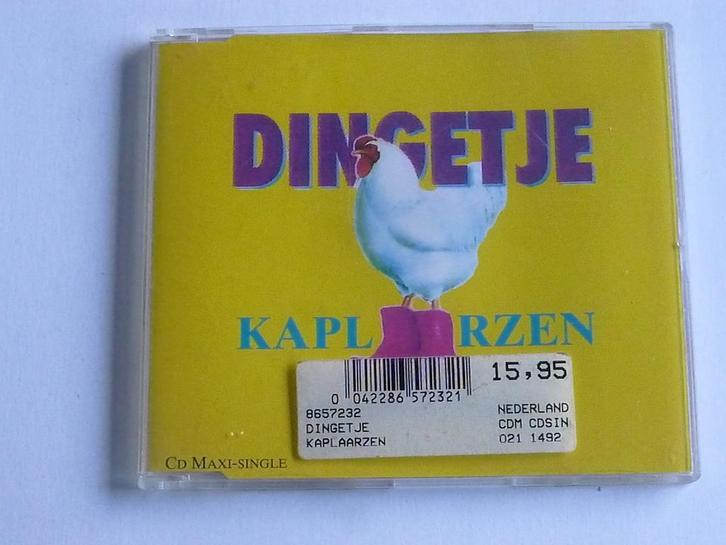 DINGETJE
KAPL RZEN
15,95
0 042286 572321
8657232 NEDERLAND
DINGETJE CDM CDSIN
KAPLAARZEN 021 1492
CD MAXI-SINGLE